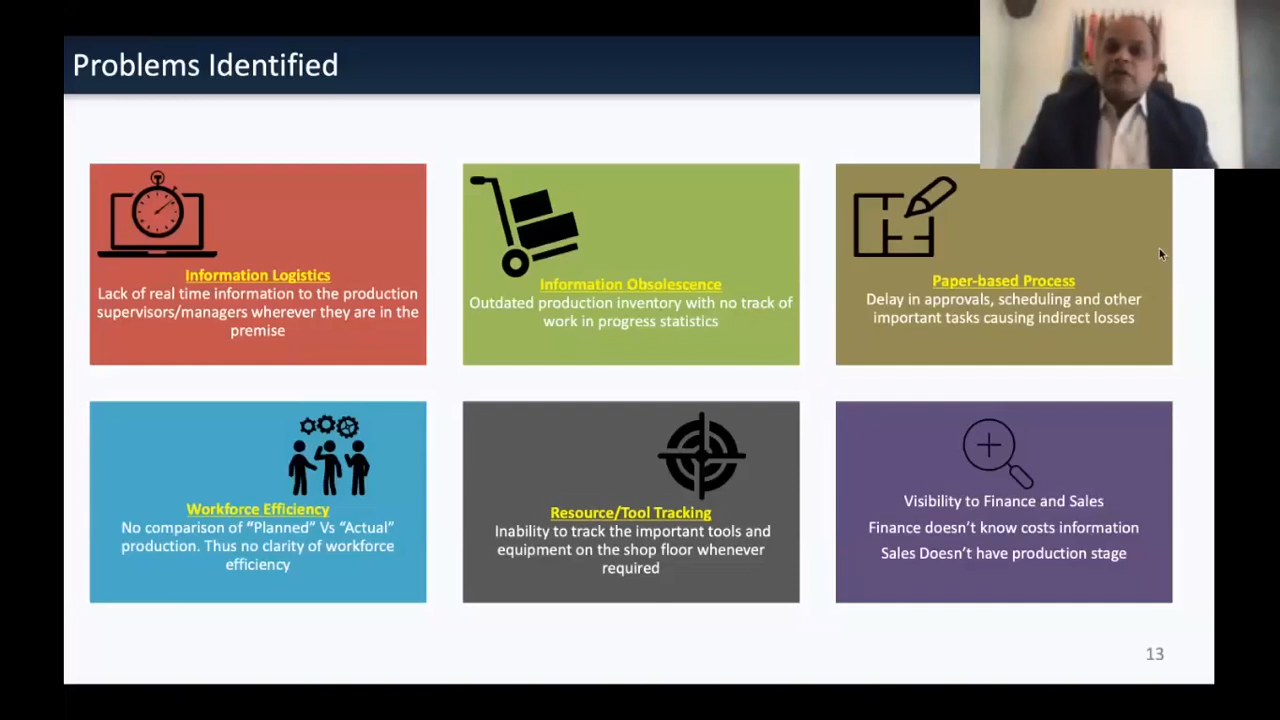 Problems Identified
Information Logistics
Lack of real time information to the production
supervisors/managers wherever they are in the
premise
Information Obsolescence
Outdated production inventory with no track of
work in progress statistics
Paper-based Process
Delay in approvals, scheduling and other
important tasks causing indirect losses
Workforce Efficiency
No comparison of “Planned” Vs “Actual”
production. Thus no clarity of workforce
efficiency
Resource/Tool Tracking
Inability to track the important tools and
equipment on the shop floor whenever
required
Visibility to Finance and Sales
Finance doesn’t know costs information
Sales Doesn’t have production stage
13